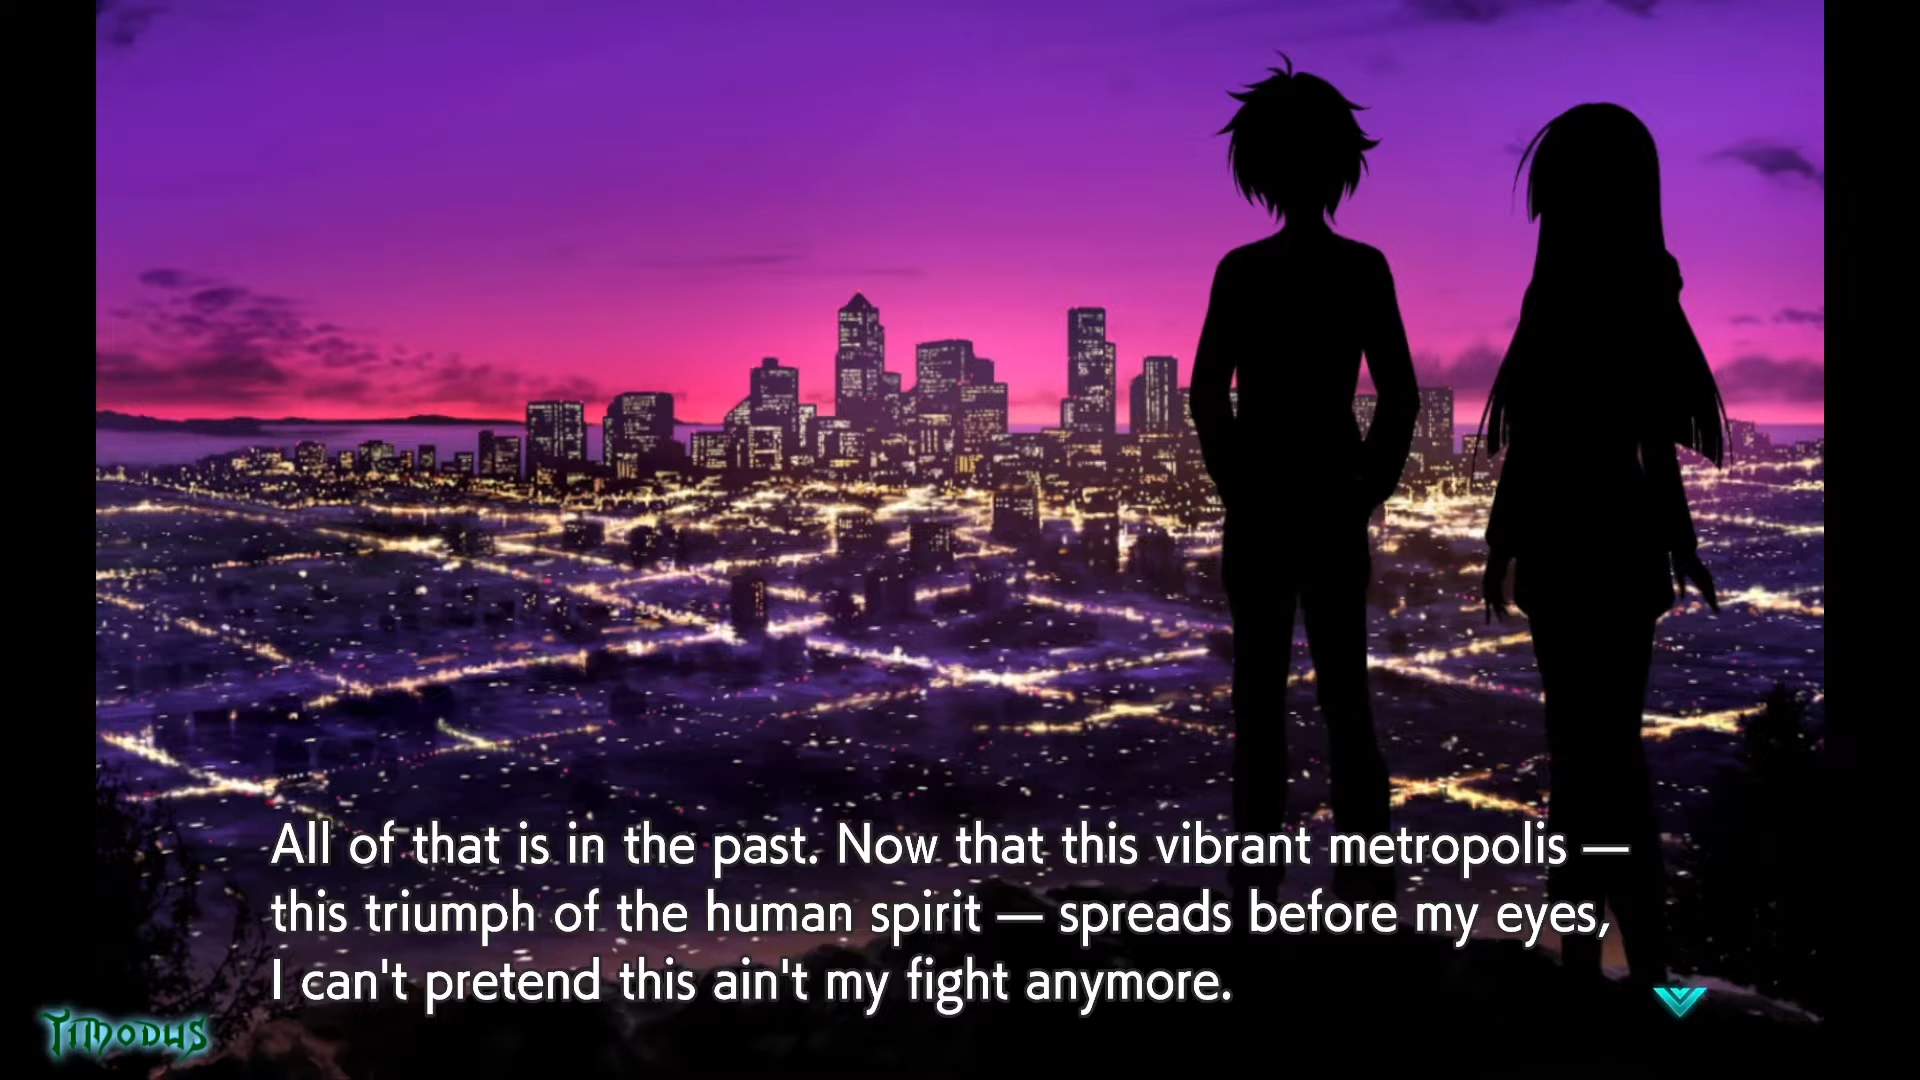 All of that is in the past. Now that this vibrant metropolis —
this triumph of the human spirit — spreads before my eyes,
I can't pretend this ain't my fight anymore.
TIMODUS